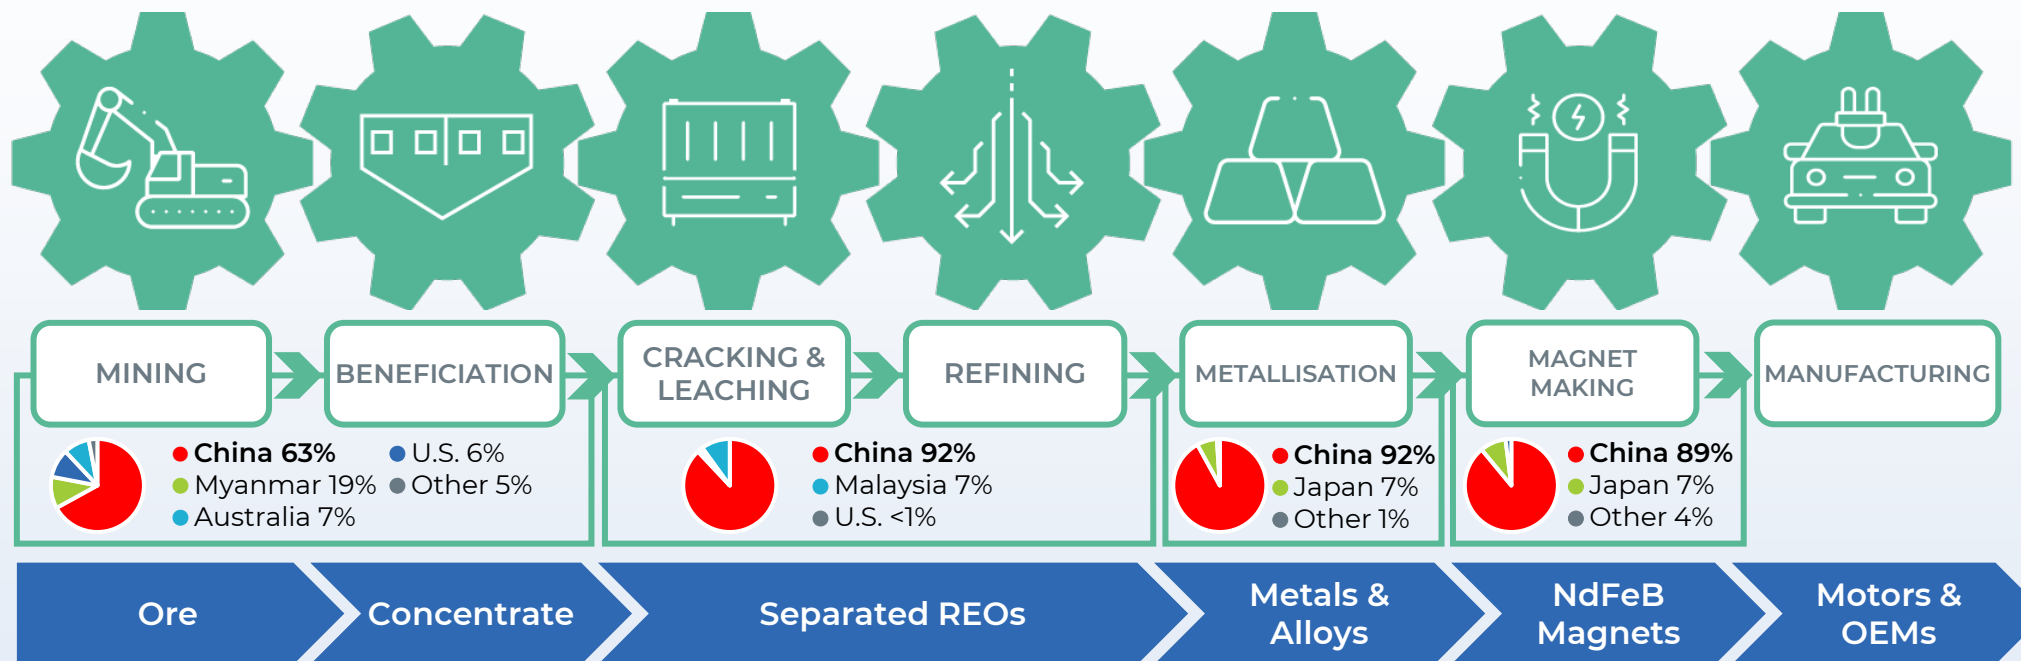 MINING
BENEFICIATION
CRACKING &
LEACHING
REFINING
METALLISATION
MAGNET
MAKING
MANUFACTURING
China 63%
Myanmar 19%
Australia 7%
U.S. 6%
Other 5%
China 92%
Malaysia 7%
U.S. <1%
China 92%
Japan 7%
Other 1%
China 89%
Japan 7%
Other 4%
Ore
Concentrate
Separated REOs
Metals &
Alloys
NdFeB
Magnets
Motors &
OEMs